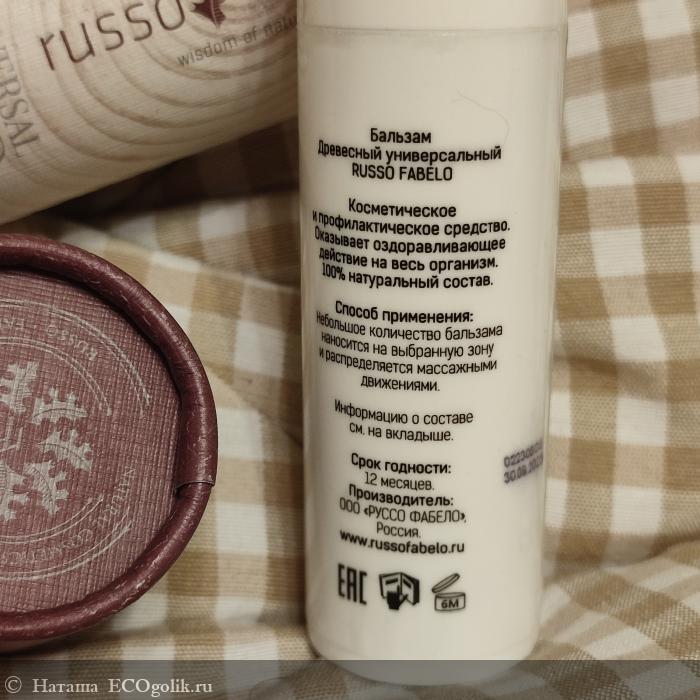 russo
wisdom of natu
Бальзам
Древесный универсальный
RUSSO FABELO
Косметическое
и профилактическое средство.
Оказывает оздоравливающее
действие на весь организм.
100% натуральный состав.
Способ применения:
Небольшое количество бальзама
наносится на выбранную зону
и распределяется массажными
движениями.
Информацию о составе
см. на вкладыше.
Срок годности:
12 месяцев.
Производитель:
ООО «РУССО ФАБЕЛО»,
Россия.
www.russofabelo.ru
EAC
6M
© Наташа ECOgolik.ru